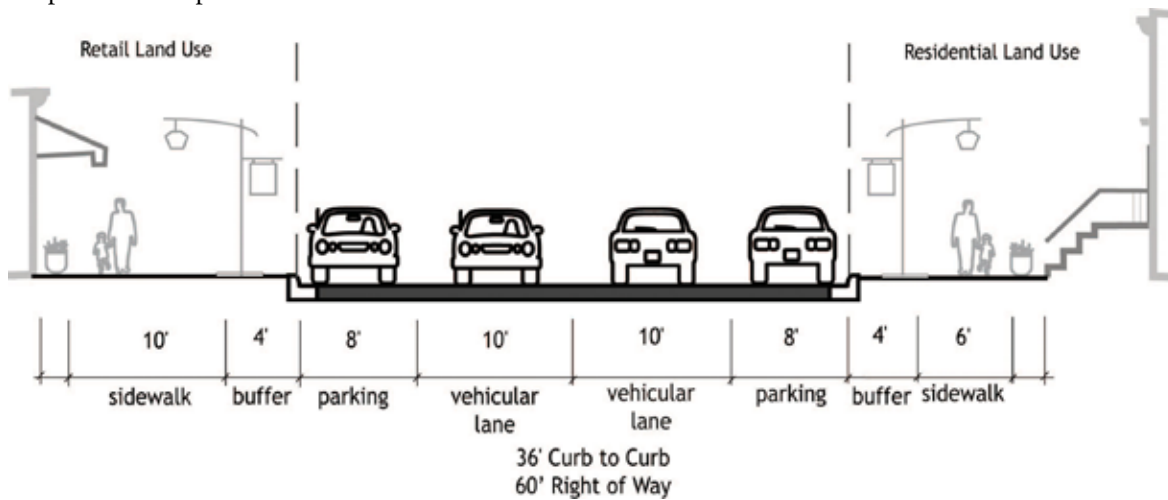 Retail Land Use
Residential Land Use
10' 4' 8' 10' 10' 8' 4' 6'
sidewalk buffer parking vehicular lane vehicular lane parking buffer sidewalk
36' Curb to Curb
60' Right of Way